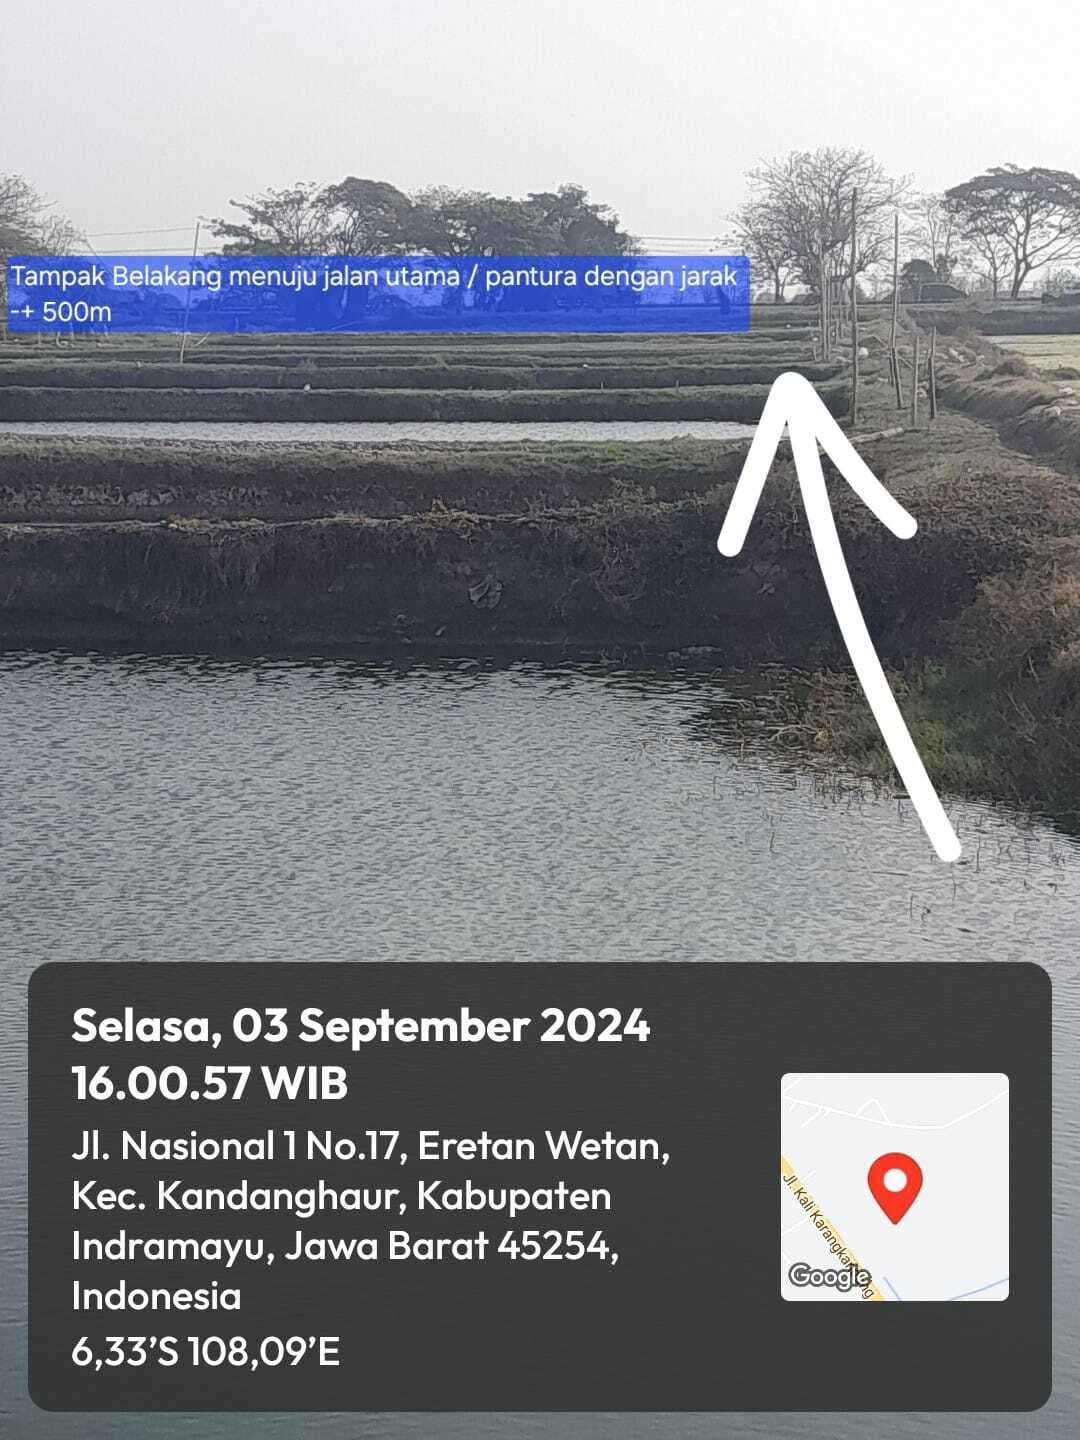 Tampak Belakang menuju jalan utama / pantura dengan jarak
-+ 500m
Selasa, 03 September 2024
16.00.57 WIB
Jl. Nasional 1 No.17, Eretan Wetan,
Kec. Kandanghaur, Kabupaten
Indramayu, Jawa Barat 45254,
Indonesia
6,33’S 108,09’E
Jl. Kali Karangka
Google